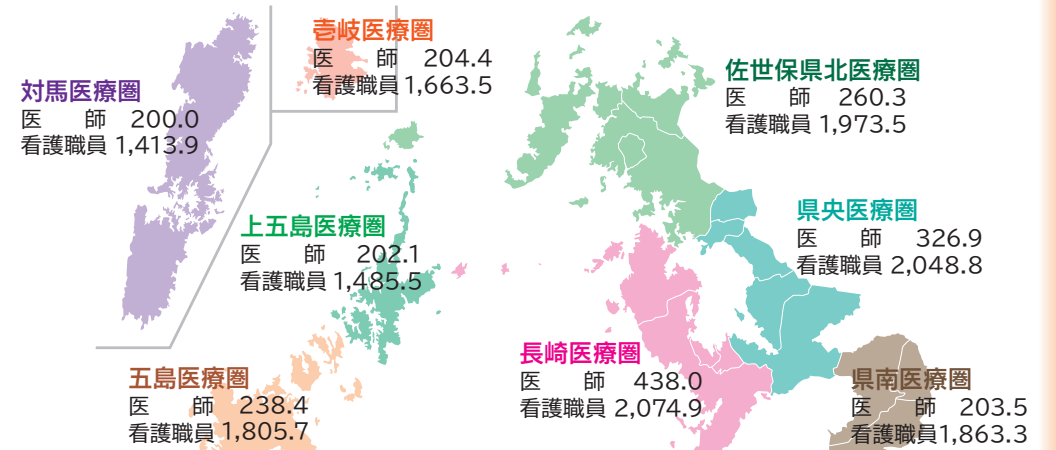 壱岐医療圏
医師 204.4
看護職員 1,663.5
対馬医療圏
医師 200.0
看護職員 1,413.9
佐世保県北医療圏
医師 260.3
看護職員 1,973.5
上五島医療圏
医師 202.1
看護職員 1,485.5
県央医療圏
医師 326.9
看護職員 2,048.8
五島医療圏
医師 238.4
看護職員 1,805.7
長崎医療圏
医師 438.0
看護職員 2,074.9
県南医療圏
医師 203.5
看護職員1,863.3